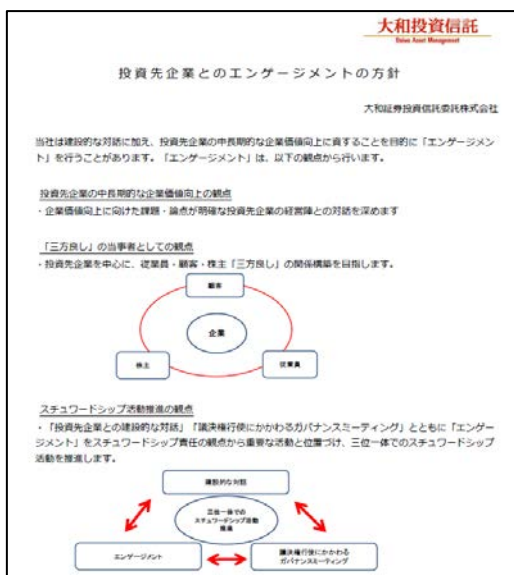 大和投資信託
Daiwa Asset Management
投資先企業とのエンゲージメントの方針
大和証券投資信託委託株式会社
当社は建設的な対話に加え、投資先企業の中長期的な企業価値向上に資することを目的に「エンゲージメン
ト」を行うことがあります。「エンゲージメント」は、以下の観点から行います。
投資先企業の中長期的な企業価値向上の観点
・企業価値向上に向けた課題・論点が明確な投資先企業の経営陣との対話を深めます
「三方良し」の当事者としての観点
・投資先企業を中心に、従業員・顧客・株主「三方良し」の関係構築を目指します。
顧客
企業
株主
従業員
スチュワードシップ活動推進の観点
・「投資先企業との建設的な対話」「議決権行使にかかわるガバナンスミーティング」とともに「エンゲー
ジメント」をスチュワードシップ責任の観点から重要な活動と位置づけ、三位一体でのスチュワードシップ
活動を推進します。
建設的な対話
三位一体での
スチュワードシップ活動
推進
エンゲージメント
議決権行使にかかわる
ガバナンスミーティング